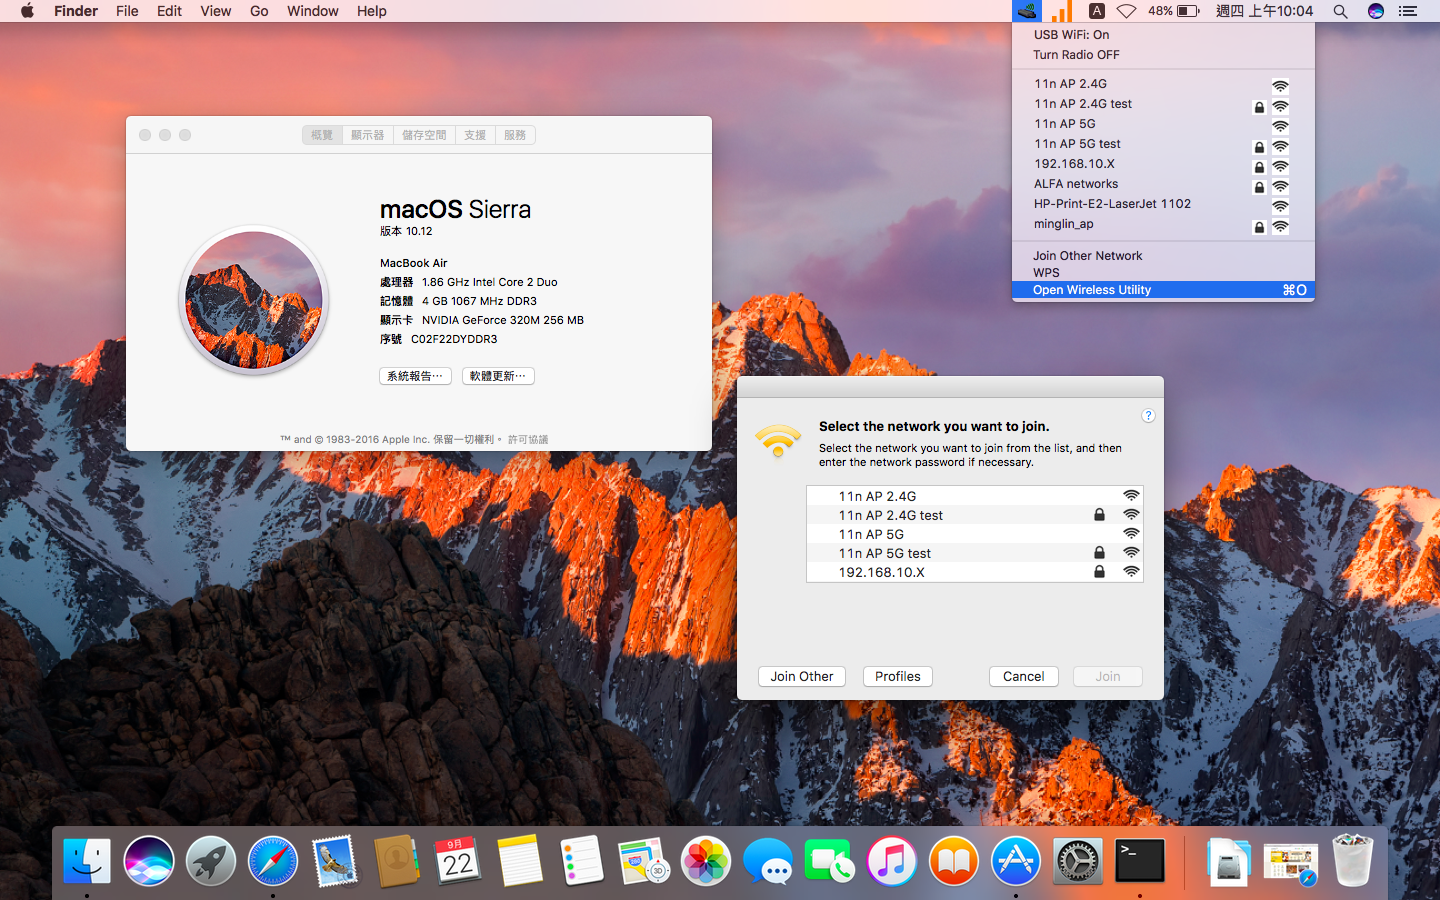 Finder File Edit View Go Window Help
A 48% 週四 上午10:04
USB WiFi: On
Turn Radio OFF
11n AP 2.4G
11n AP 2.4G test
11n AP 5G
11n AP 5G test
192.168.10.X
ALFA networks
HP-Print-E2-LaserJet 1102
minglin_ap
Join Other Network
WPS
Open Wireless Utility ⌘O
概覽 顯示器 儲存空間 支援 服務
macOS Sierra
版本 10.12
MacBook Air
處理器 1.86 GHz Intel Core 2 Duo
記憶體 4 GB 1067 MHz DDR3
顯示卡 NVIDIA GeForce 320M 256 MB
序號 C02F22DYDDR3
系統報告⋯ 軟體更新⋯
™ and © 1983-2016 Apple Inc. 保留一切權利。 許可協議
?
Select the network you want to join.
Select the network you want to join from the list, and then
enter the network password if necessary.
11n AP 2.4G
11n AP 2.4G test
11n AP 5G
11n AP 5G test
192.168.10.X
Join Other Profiles Cancel Join
9月
22
280
3D
>_